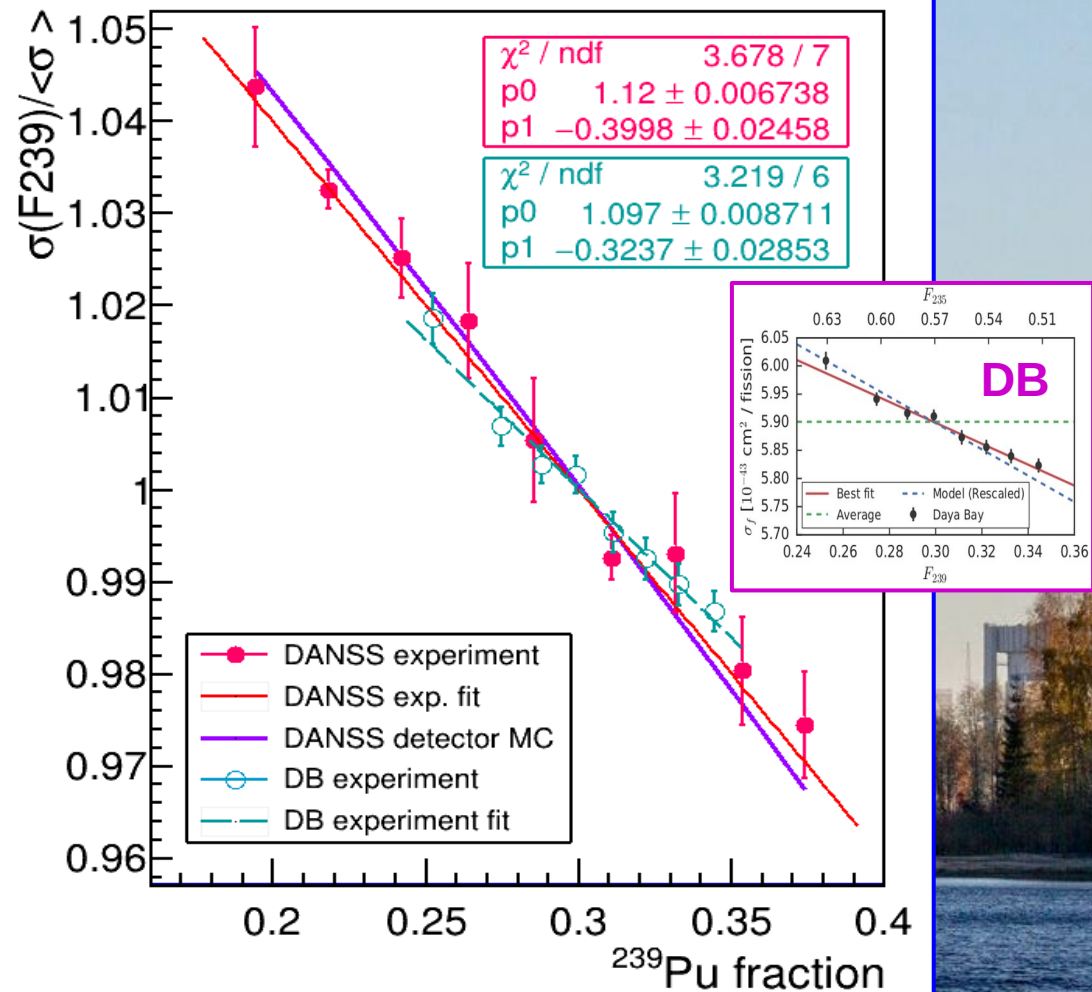 σ(F239)/<σ >
1.05
1.04
1.03
1.02
1.01
1
0.99
0.98
0.97
0.96
χ² / ndf 3.678 / 7
p0 1.12 ± 0.006738
p1 −0.3998 ± 0.02458
χ² / ndf 3.219 / 6
p0 1.097 ± 0.008711
p1 −0.3237 ± 0.02853
DANSS experiment
DANSS exp. fit
DANSS detector MC
DB experiment
DB experiment fit
0.2 0.25 0.3 0.35 0.4
²³⁹Pu fraction
F₂₃₅
0.63 0.60 0.57 0.54 0.51
σ_f [10⁻⁴³ cm² / fission]
6.05
6.00
5.95
5.90
5.85
5.80
5.75
5.70
DB
Best fit Model (Rescaled)
Average Daya Bay
0.24 0.26 0.28 0.30 0.32 0.34 0.36
F₂₃₉